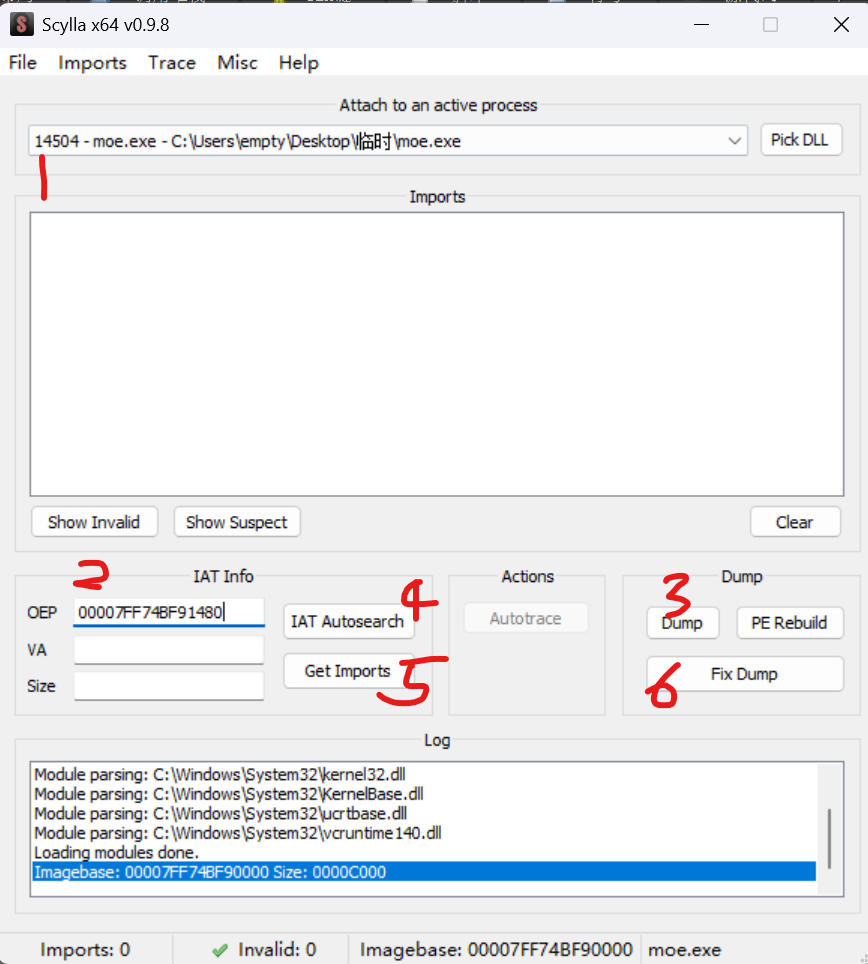 Scylla x64 v0.9.8
File Imports Trace Misc Help
Attach to an active process
14504 - moe.exe - C:\Users\empty\Desktop\临时\moe.exe
Pick DLL
1
Imports
Show Invalid
Show Suspect
Clear
2
IAT Info
OEP 00007FF74BF91480
VA
Size
4
IAT Autosearch
5
Get Imports
Actions
Autotrace
3
Dump
Dump
PE Rebuild
6
Fix Dump
Log
Module parsing: C:\Windows\System32\kernel32.dll
Module parsing: C:\Windows\System32\KernelBase.dll
Module parsing: C:\Windows\System32\ucrtbase.dll
Module parsing: C:\Windows\System32\vcruntime140.dll
Loading modules done.
Imagebase: 00007FF74BF90000 Size: 0000C000
Imports: 0
Invalid: 0
Imagebase: 00007FF74BF90000
moe.exe